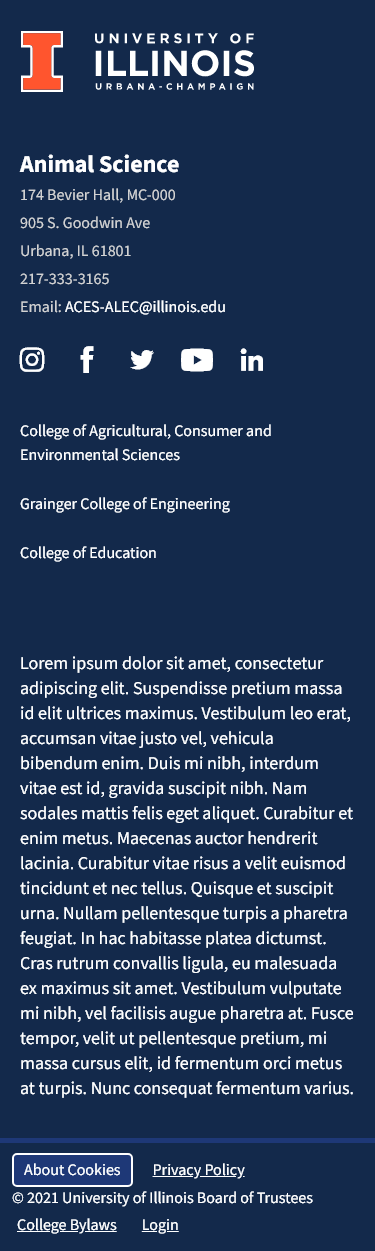 UNIVERSITY OF
ILLINOIS
URBANA-CHAMPAIGN
Animal Science
174 Bevier Hall, MC-000
905 S. Goodwin Ave
Urbana, IL 61801
217-333-3165
Email: ACES-ALEC@illinois.edu
College of Agricultural, Consumer and
Environmental Sciences
Grainger College of Engineering
College of Education
Lorem ipsum dolor sit amet, consectetur
adipiscing elit. Suspendisse pretium massa
id elit ultrices maximus. Vestibulum leo erat,
accumsan vitae justo vel, vehicula
bibendum enim. Duis mi nibh, interdum
vitae est id, gravida suscipit nibh. Nam
sodales mattis felis eget aliquet. Curabitur et
enim metus. Maecenas auctor hendrerit
lacinia. Curabitur vitae risus a velit euismod
tincidunt et nec tellus. Quisque et suscipit
urna. Nullam pellentesque turpis a pharetra
feugiat. In hac habitasse platea dictumst.
Cras rutrum convallis ligula, eu malesuada
ex maximus sit amet. Vestibulum vulputate
mi nibh, vel facilisis augue pharetra at. Fusce
tempor, velit ut pellentesque pretium, mi
massa cursus elit, id fermentum orci metus
at turpis. Nunc consequat fermentum varius.
About Cookies Privacy Policy
© 2021 University of Illinois Board of Trustees
College Bylaws Login